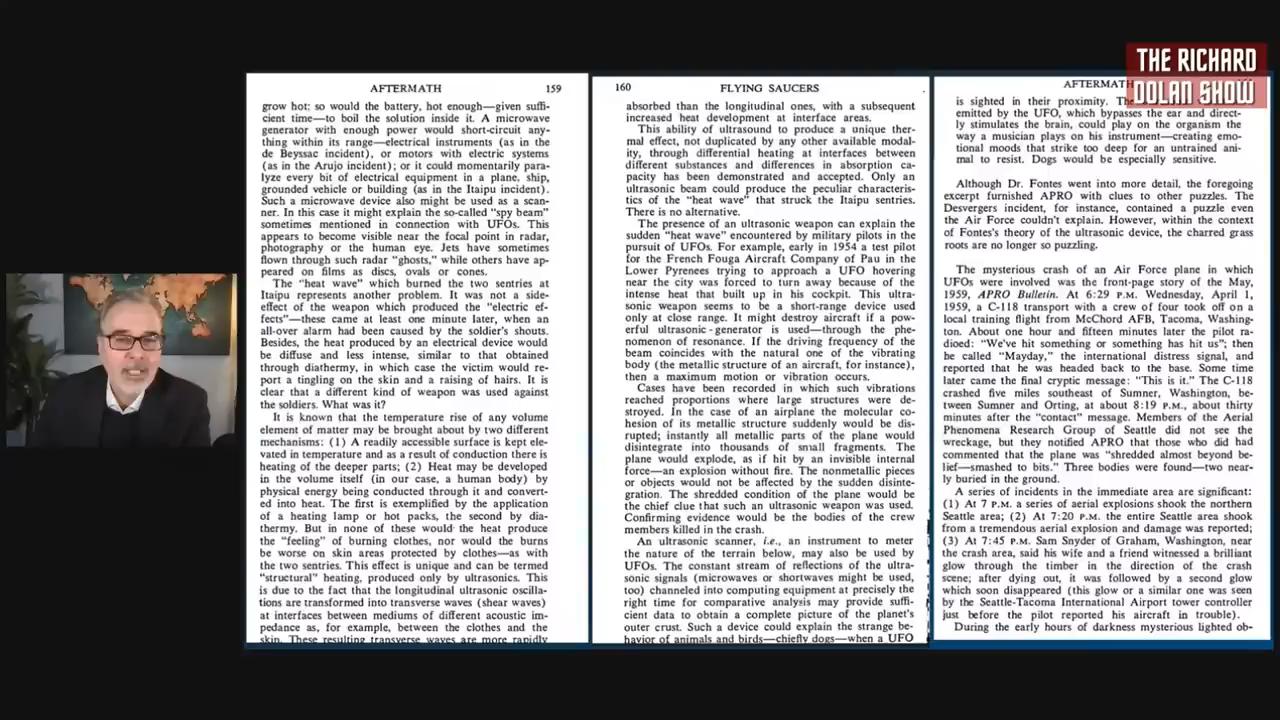 THE RICHARD
DOLAN SHOW
AFTERMATH 159
grow hot: so would the battery, hot enough—given suffi-
cient time—to boil the solution inside it. A microwave
generator with enough power would short-circuit any-
thing within its range—electrical instruments (as in the
de Beyssac incident), or motors with electric systems
(as in the Arujo incident); or it could momentarily para-
lyze every bit of electrical equipment in a plane, ship,
grounded vehicle or building (as in the Itaipu incident).
Such a microwave device also might be used as a scan-
ner. In this case it might explain the so-called "spy beam"
sometimes mentioned in connection with UFOs. This
appears to become visible near the focal point in radar,
photography or the human eye. Jets have sometimes
flown through such radar "ghosts," while others have ap-
peared on films as discs, ovals or cones.
The "heat wave" which burned the two sentries at
Itaipu represents another problem. It was not a side-
effect of the weapon which produced the "electric ef-
fects"—these came at least one minute later, when an
all-over alarm had been caused by the soldier's shouts.
Besides, the heat produced by an electrical device would
be diffuse and less intense, similar to that obtained
through diathermy, in which case the victim would re-
port a tingling on the skin and a raising of hairs. It is
clear that a different kind of weapon was used against
the soldiers. What was it?
It is known that the temperature rise of any volume
element of matter may be brought about by two different
mechanisms: (1) A readily accessible surface is kept ele-
vated in temperature and as a result of conduction there is
heating of the deeper parts; (2) Heat may be developed
in the volume itself (in our case, a human body) by
physical energy being conducted through it and convert-
ed into heat. The first is exemplified by the application
of a heating lamp or hot packs, the second by dia-
thermy. But in none of these would the heat produce
the "feeling" of burning clothes, nor would the burns
be worse on skin areas protected by clothes—as with
the two sentries. This effect is unique and can be termed
"structural" heating, produced only by ultrasonics. This
is due to the fact that the longitudinal ultrasonic oscilla-
tions are transformed into transverse waves (shear waves)
at interfaces between mediums of different acoustic im-
pedance as, for example, between the clothes and the
skin. These resulting transverse waves are more rapidly
160 FLYING SAUCERS
absorbed than the longitudinal ones, with a subsequent
increased heat development at interface areas.
This ability of ultrasound to produce a unique ther-
mal effect, not duplicated by any other available modal-
ity, through differential heating at interfaces between
different substances and differences in absorption ca-
pacity has been demonstrated and accepted. Only an
ultrasonic beam could produce the peculiar characteris-
tics of the "heat wave" that struck the Itaipu sentries.
There is no alternative.
The presence of an ultrasonic weapon can explain the
sudden "heat wave" encountered by military pilots in the
pursuit of UFOs. For example, early in 1954 a test pilot
for the French Fouga Aircraft Company of Pau in the
Lower Pyrenees trying to approach a UFO hovering
near the city was forced to turn away because of the
intense heat that built up in his cockpit. This ultra-
sonic weapon seems to be a short-range device used
only at close range. It might destroy aircraft if a pow-
erful ultrasonic-generator is used—through the phe-
nomenon of resonance. If the driving frequency of the
beam coincides with the natural one of the vibrating
body (the metallic structure of an aircraft, for instance),
then a maximum motion or vibration occurs.
Cases have been recorded in which such vibrations
reached proportions where large structures were de-
stroyed. In the case of an airplane the molecular co-
hesion of its metallic structure suddenly would be dis-
rupted; instantly all metallic parts of the plane would
disintegrate into thousands of small fragments. The
plane would explode, as if hit by an invisible internal
force—an explosion without fire. The nonmetallic pieces
or objects would not be affected by the sudden disinte-
gration. The shredded condition of the plane would be
the chief clue that such an ultrasonic weapon was used.
Confirming evidence would be the bodies of the crew
members killed in the crash.
An ultrasonic scanner, i.e., an instrument to meter
the nature of the terrain below, may also be used by
UFOs. The constant stream of reflections of the ultra-
sonic signals (microwaves or shortwaves might be used,
too) channeled into computing equipment at precisely the
right time for comparative analysis may provide suffi-
cient data to obtain a complete picture of the planet's
outer crust. Such a device could explain the strange be-
havior of animals and birds—chiefly dogs—when a UFO
AFTERMATH
is sighted in their proximity. The
emitted by the UFO, which bypasses the ear and direct-
ly stimulates the brain, could play on the organism the
way a musician plays on his instrument—creating emo-
tional moods that strike too deep for an untrained ani-
mal to resist. Dogs would be especially sensitive.
Although Dr. Fontes went into more detail, the foregoing
excerpt furnished APRO with clues to other puzzles. The
Desvergers incident, for instance, contained a puzzle even
the Air Force couldn't explain. However, within the context
of Fontes's theory of the ultrasonic device, the charred grass
roots are no longer so puzzling.
The mysterious crash of an Air Force plane in which
UFOs were involved was the front-page story of the May,
1959, APRO Bulletin. At 6:29 P.M. Wednesday, April 1,
1959, a C-118 transport with a crew of four took off on a
local training flight from McChord AFB, Tacoma, Washing-
ton. About one hour and fifteen minutes later the pilot ra-
dioed: "We've hit something or something has hit us"; then
he called "Mayday," the international distress signal, and
reported that he was headed back to the base. Some time
later came the final cryptic message: "This is it." The C-118
crashed five miles southeast of Sumner, Washington, be-
tween Sumner and Orting, at about 8:19 P.M., about thirty
minutes after the "contact" message. Members of the Aerial
Phenomena Research Group of Seattle did not see the
wreckage, but they notified APRO that those who did had
commented that the plane was "shredded almost beyond be-
lief—smashed to bits." Three bodies were found—two near-
ly buried in the ground.
A series of incidents in the immediate area are significant:
(1) At 7 P.M. a series of aerial explosions shook the northern
Seattle area; (2) At 7:20 P.M. the entire Seattle area shook
from a tremendous aerial explosion and damage was reported;
(3) At 7:45 P.M. Sam Snyder of Graham, Washington, near
the crash area, said his wife and a friend witnessed a brilliant
glow through the timber in the direction of the crash
scene; after dying out, it was followed by a second glow
which soon disappeared (this glow or a similar one was seen
by the Seattle-Tacoma International Airport tower controller
just before the pilot reported his aircraft in trouble).
During the early hours of darkness mysterious lighted ob-